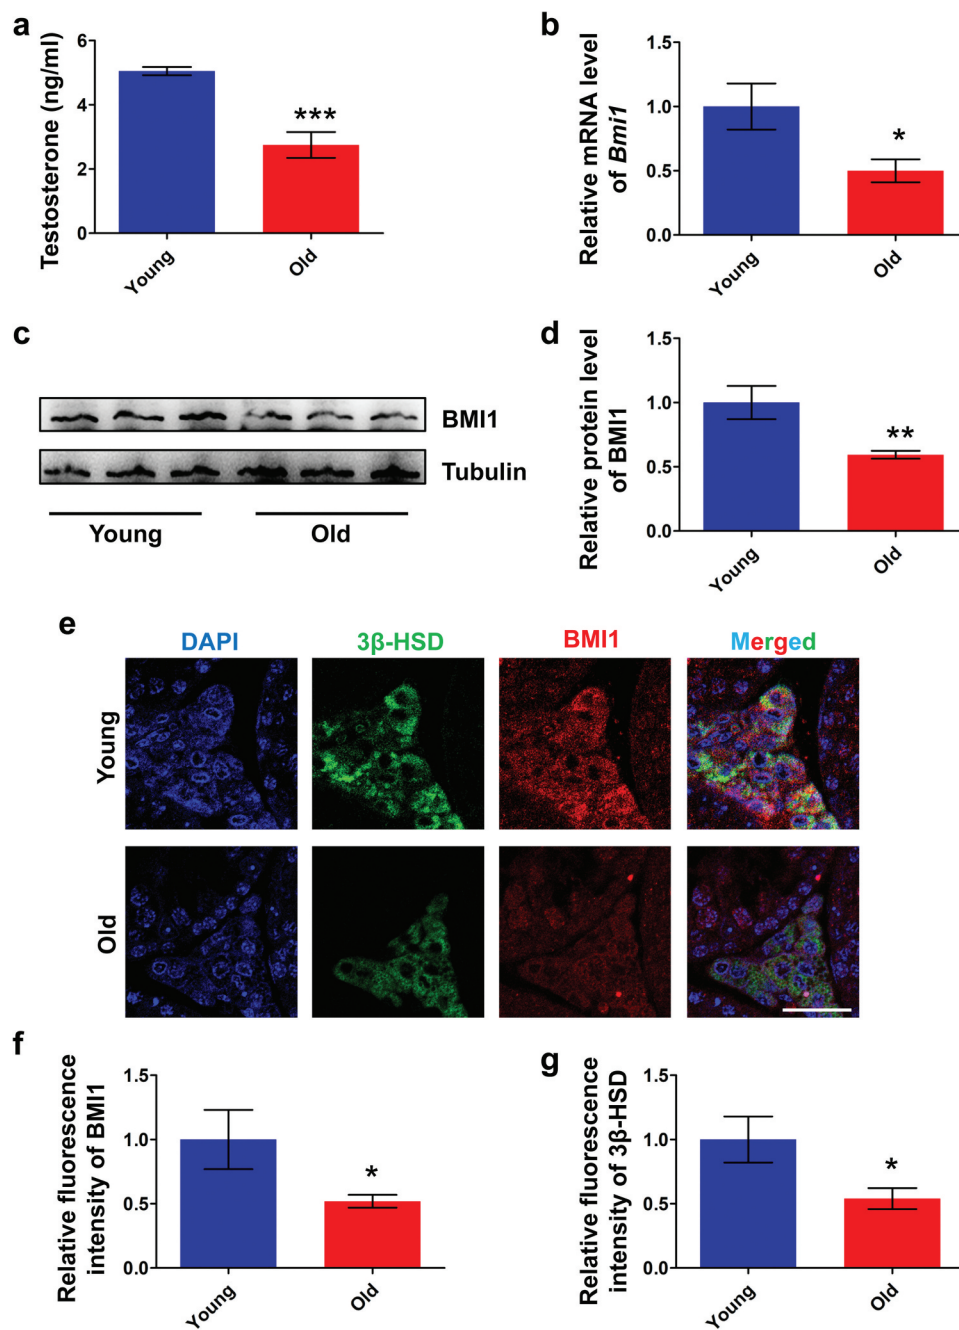 a
Testosterone (ng/ml)
6
4
2
0
***
Young
Old
b
Relative mRNA level
of Bmi1
1.5
1.0
0.5
0.0
*
Young
Old
c
BMI1
Tubulin
Young
Old
d
Relative protein level
of BMI1
1.5
1.0
0.5
0.0
**
Young
Old
e
DAPI
3β-HSD
BMI1
Merged
Young
Old
f
Relative fluorescence
intensity of BMI1
1.5
1.0
0.5
0.0
*
Young
Old
g
Relative fluorescence
intensity of 3β-HSD
1.5
1.0
0.5
0.0
*
Young
Old